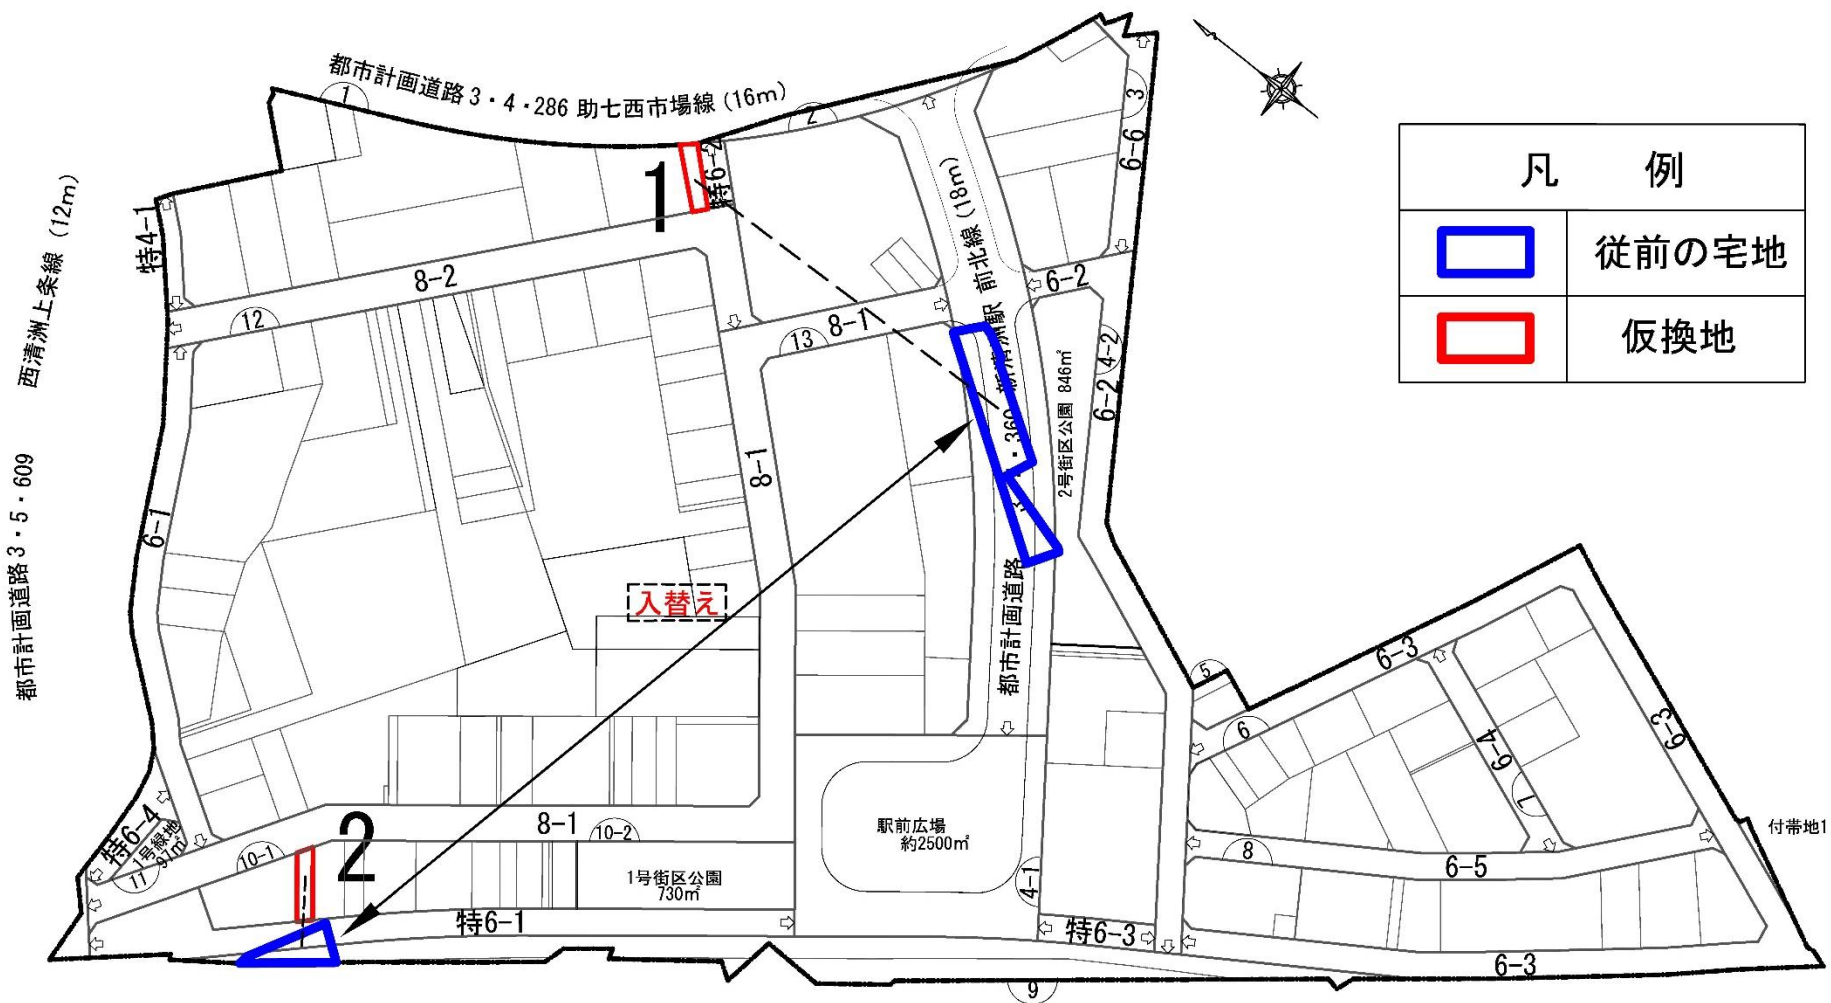 都市計画道路 3・4・286 助七西市場線 (16m)
1
2
3
凡 例
従前の宅地
仮換地
西清洲上条線 (12m)
都市計画道路 3・5・609
特4-1
特6-2
1
6-6
前北線 (18m)
8-2
12
8-1
13
6-2
4-2
6-2
2号街区公園 846㎡
都市計画道路
6-1
8-1
入替え
5
6-3
6
6-4
6-3
7
特6-4
1号緑地
97㎡
11
10-1
8-1
10-2
2
駅前広場
約2500㎡
1号街区公園
730㎡
4-1
8
6-5
付帯地1
特6-1
特6-3
6-3
9